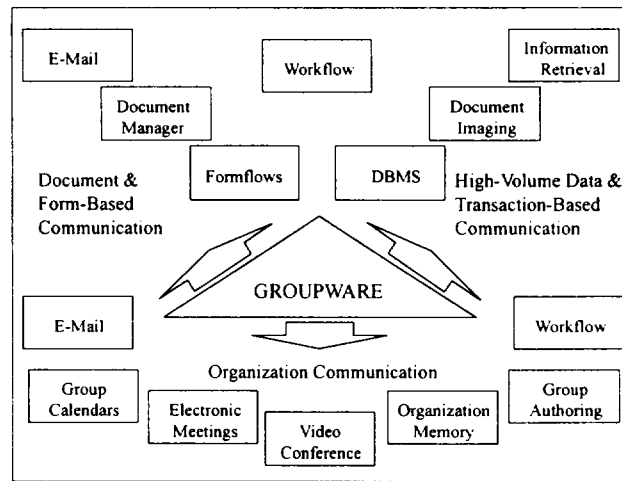 E-Mail
Workflow
Information
Retrieval
Document
Manager
Document
Imaging
Formflows
DBMS
Document &
Form-Based
Communication
High-Volume Data &
Transaction-Based
Communication
GROUPWARE
E-Mail
Workflow
Organization Communication
Group
Calendars
Electronic
Meetings
Video
Conference
Organization
Memory
Group
Authoring